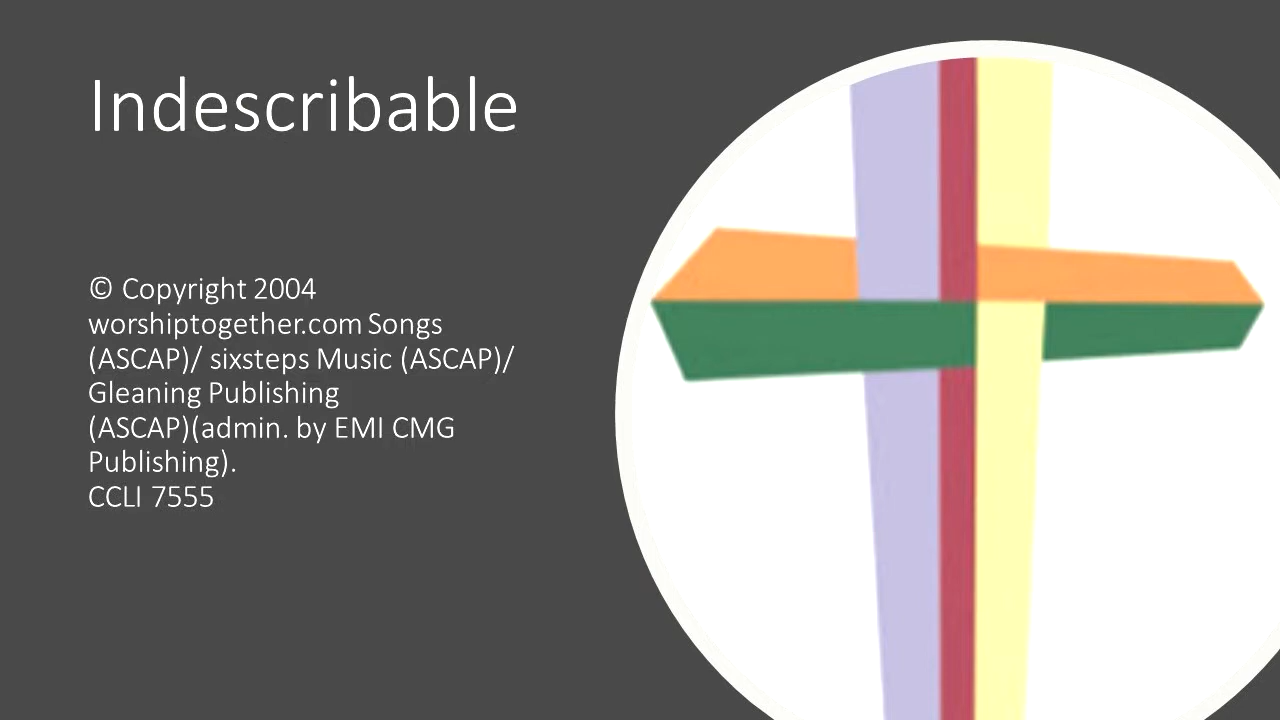 Indescribable
© Copyright 2004
worshiptogether.com Songs
(ASCAP)/ sixsteps Music (ASCAP)/
Gleaning Publishing
(ASCAP)(admin. by EMI CMG
Publishing).
CCLI 7555